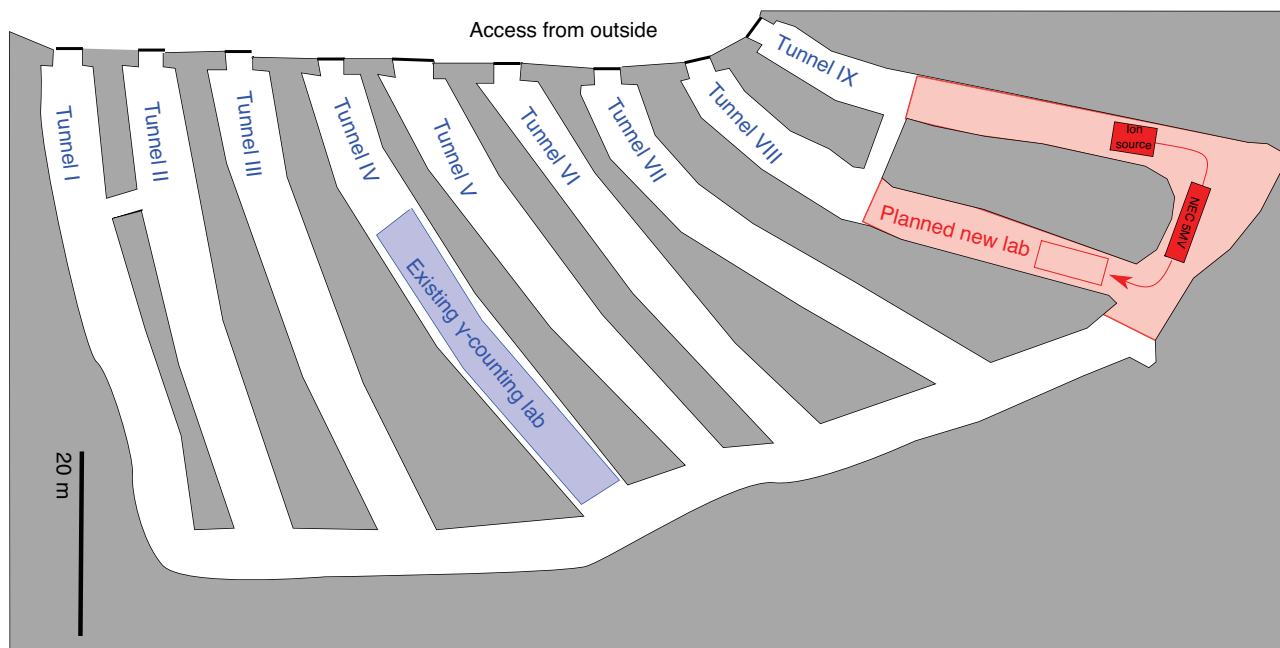 Access from outside
Tunnel I
Tunnel II
Tunnel III
Tunnel IV
Tunnel V
Tunnel VI
Tunnel VII
Tunnel VIII
Tunnel IX
Ion
source
NEC 5MV
Planned new lab
Existing γ-counting lab
20 m